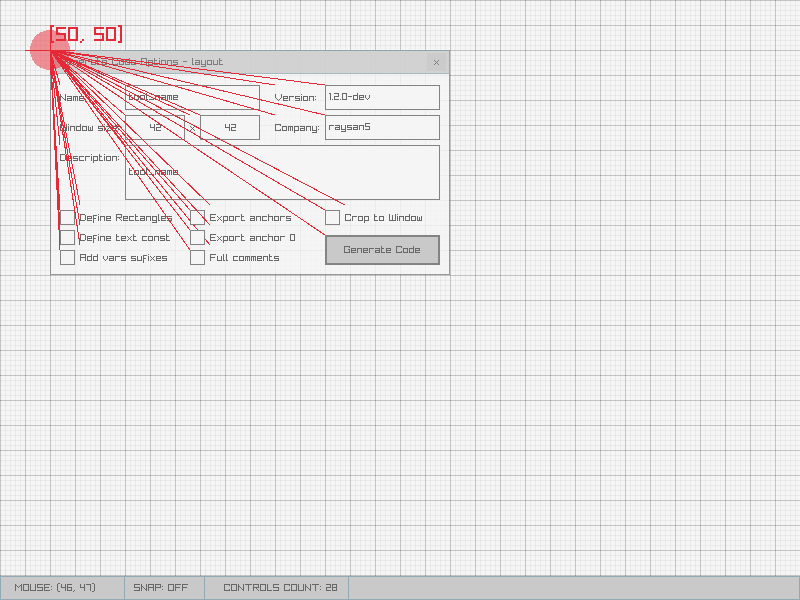 [50, 50]
Generate Code Options - layout
Name: tool_name Version: 1.2.0-dev
Window size: 42 x 42 Company: raysan5
Description:
tool_name
Define Rectangles Export anchors Crop to Window
Define text const Export anchor 0
Generate Code
Add vars sufixes Full comments
MOUSE: (46, 47) SNAP: OFF CONTROLS COUNT: 28